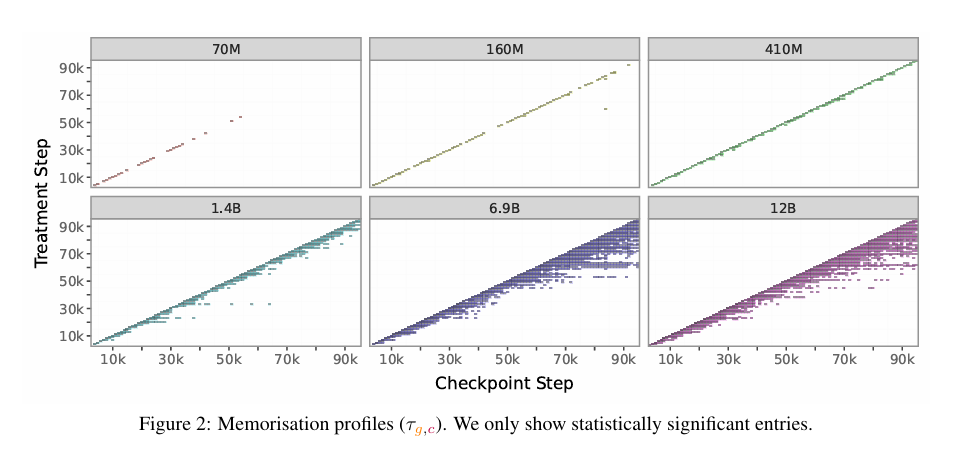 70M 160M 410M
90k
70k
50k
30k
10k
Treatment Step
1.4B 6.9B 12B
90k
70k
50k
30k
10k
10k 30k 50k 70k 90k 10k 30k 50k 70k 90k 10k 30k 50k 70k 90k
Checkpoint Step
Figure 2: Memorisation profiles (τg,c). We only show statistically significant entries.